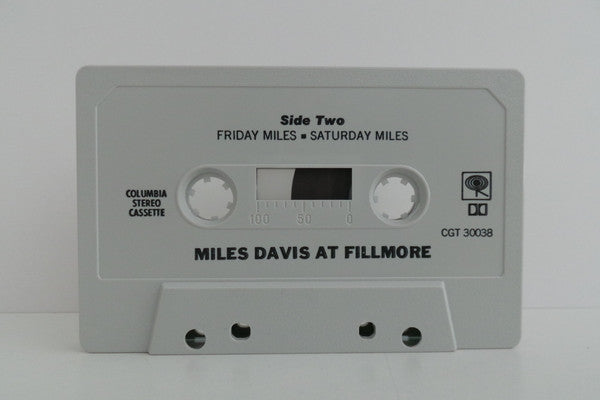 Side Two
FRIDAY MILES ▪ SATURDAY MILES
COLUMBIA
STEREO
CASSETTE
100 50 0
CGT 30038
MILES DAVIS AT FILLMORE